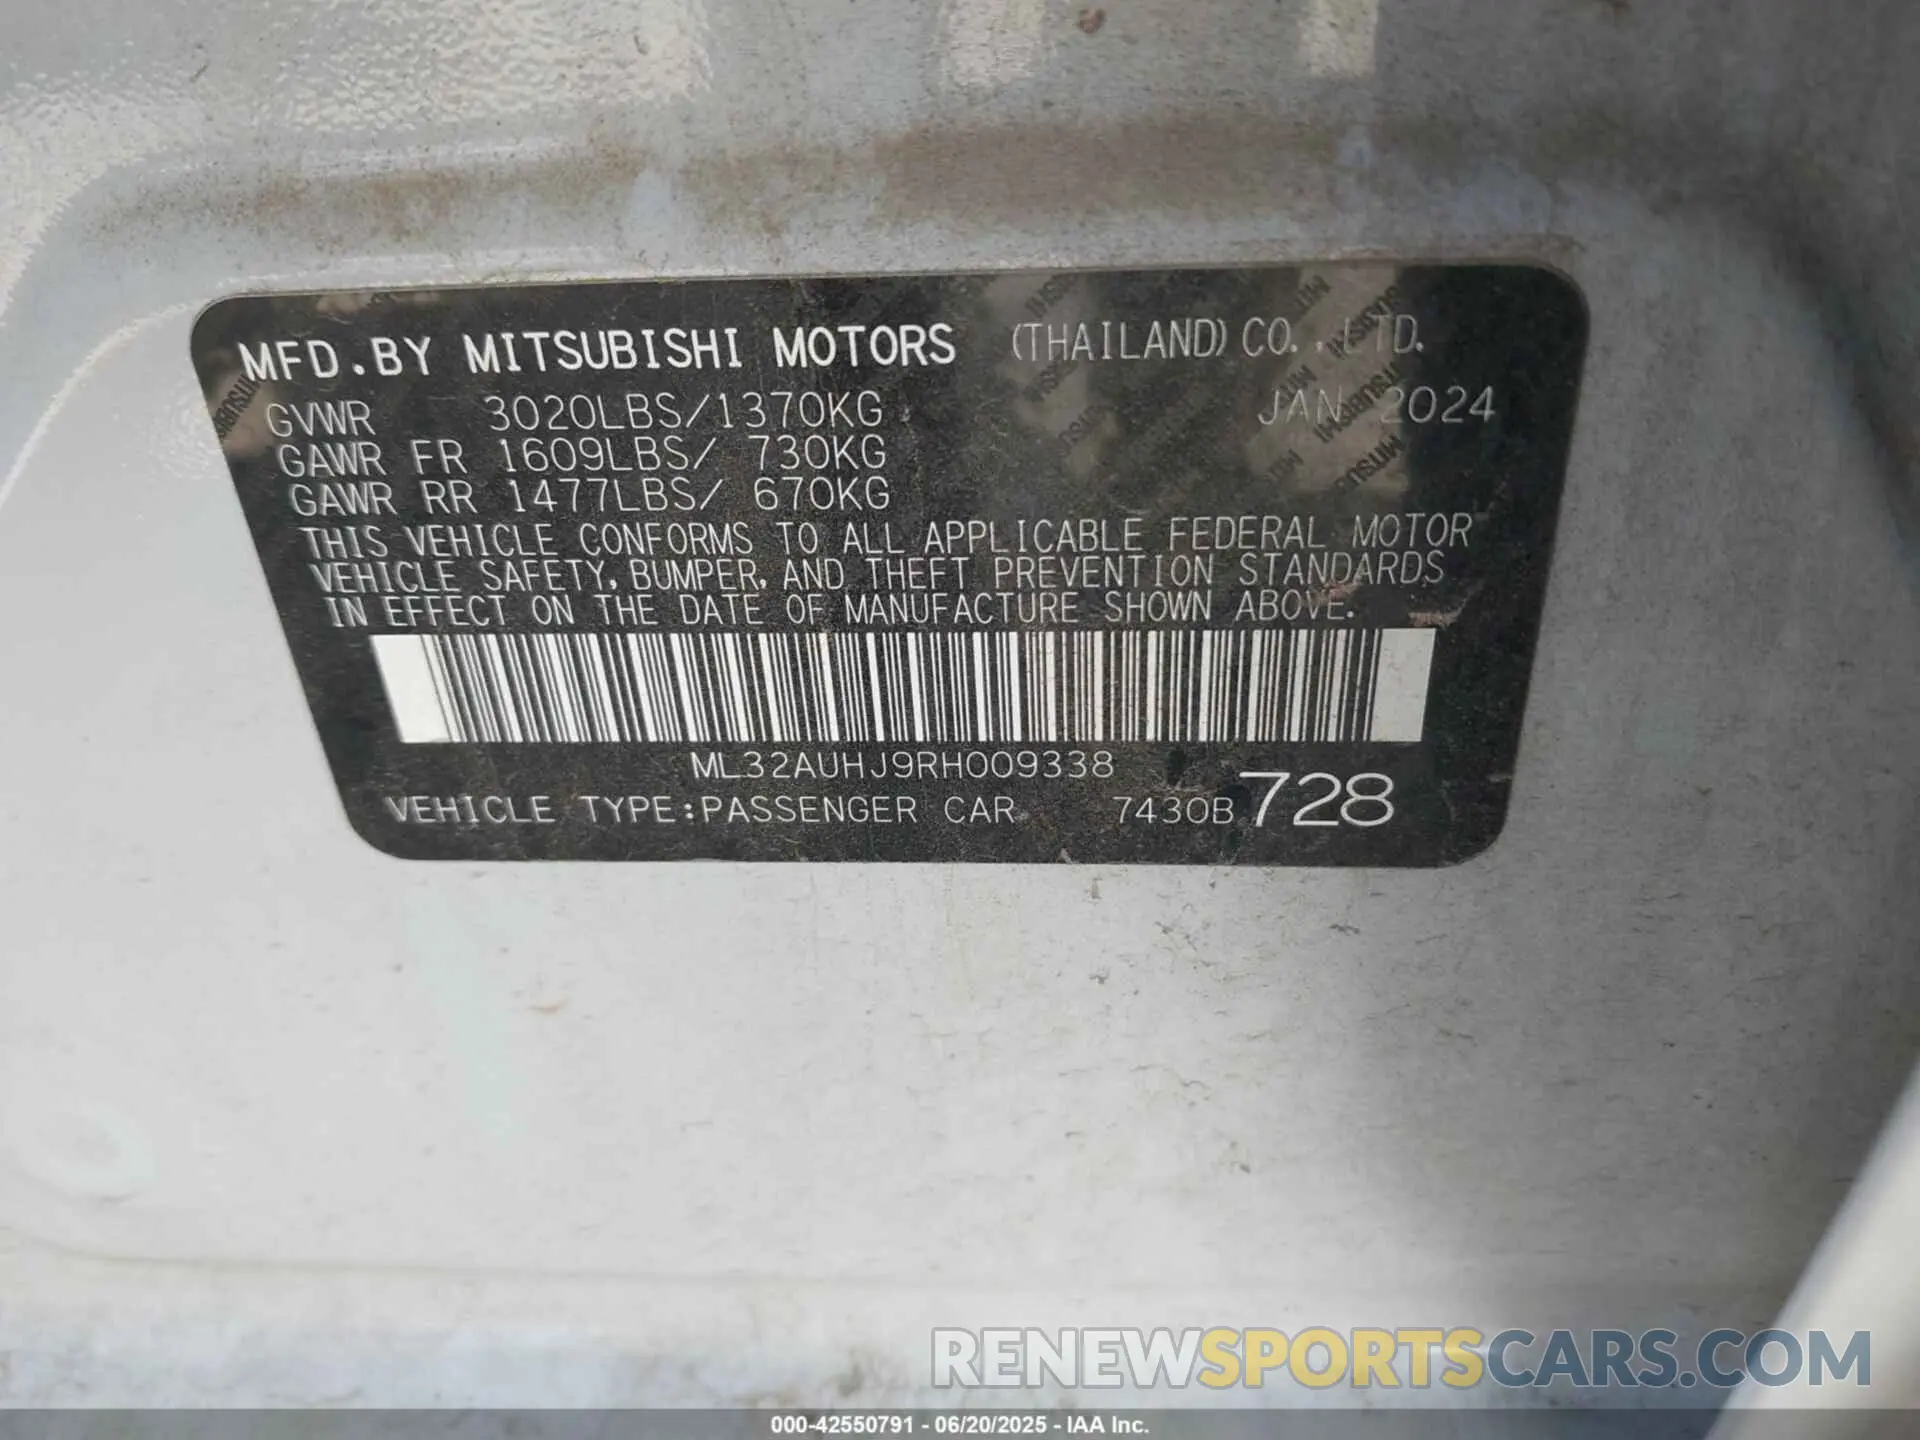 MFD.BY MITSUBISHI MOTORS (THAILAND) CO.,LTD.
GVWR 3020LBS/1370KG JAN 2024
GAWR FR 1609LBS/ 730KG
GAWR RR 1477LBS/ 670KG
THIS VEHICLE CONFORMS TO ALL APPLICABLE FEDERAL MOTOR
VEHICLE SAFETY, BUMPER, AND THEFT PREVENTION STANDARDS
IN EFFECT ON THE DATE OF MANUFACTURE SHOWN ABOVE.
ML32AUHJ9RH009338
VEHICLE TYPE:PASSENGER CAR 7430B 728
RENEWSPORTSCARS.COM
000-42550791 - 06/20/2025 - IAA Inc.